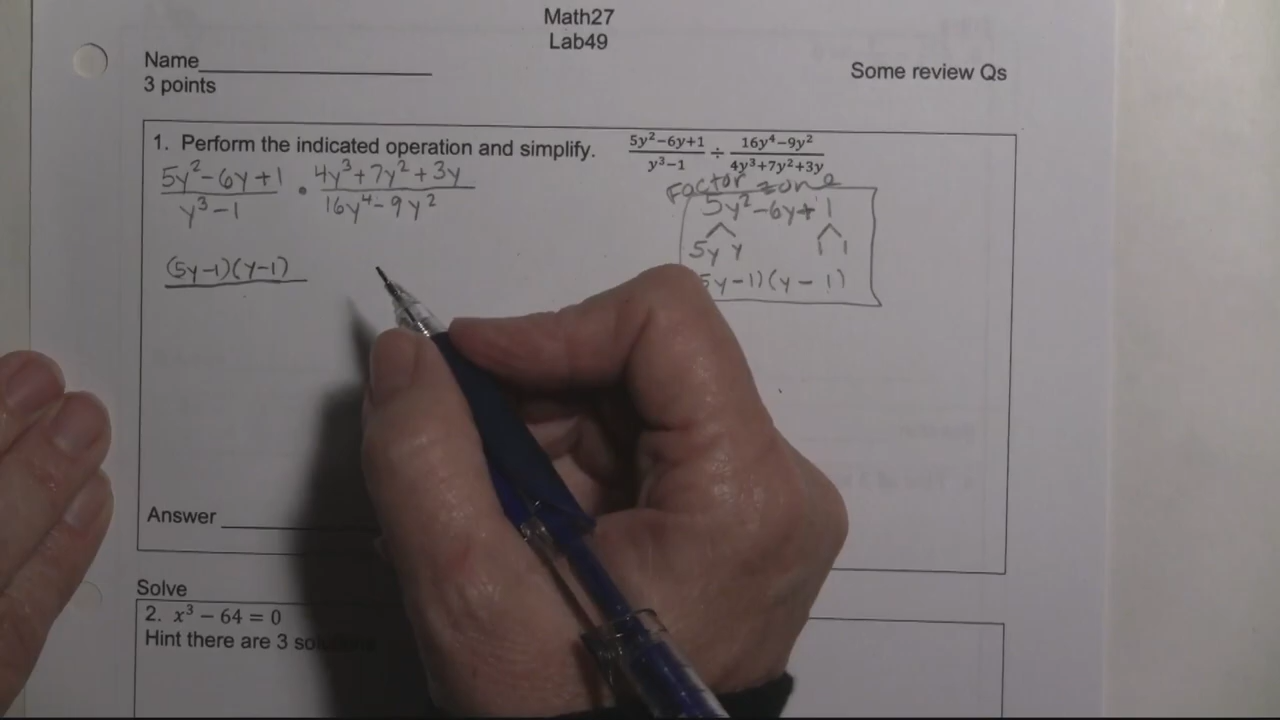 Math27
Lab49
Name
3 points
Some review Qs
1. Perform the indicated operation and simplify. (5y²−6y+1)/(y³−1) ÷ (16y⁴−9y²)/(4y³+7y²+3y)
(5y²−6y+1)/(y³−1) • (4y³+7y²+3y)/(16y⁴−9y²)
Factor zone
5y²−6y+1
5y y 1 1
5y−1)(y−1)
(5y−1)(y−1)
Answer
Solve
2. x³ − 64 = 0
Hint there are 3